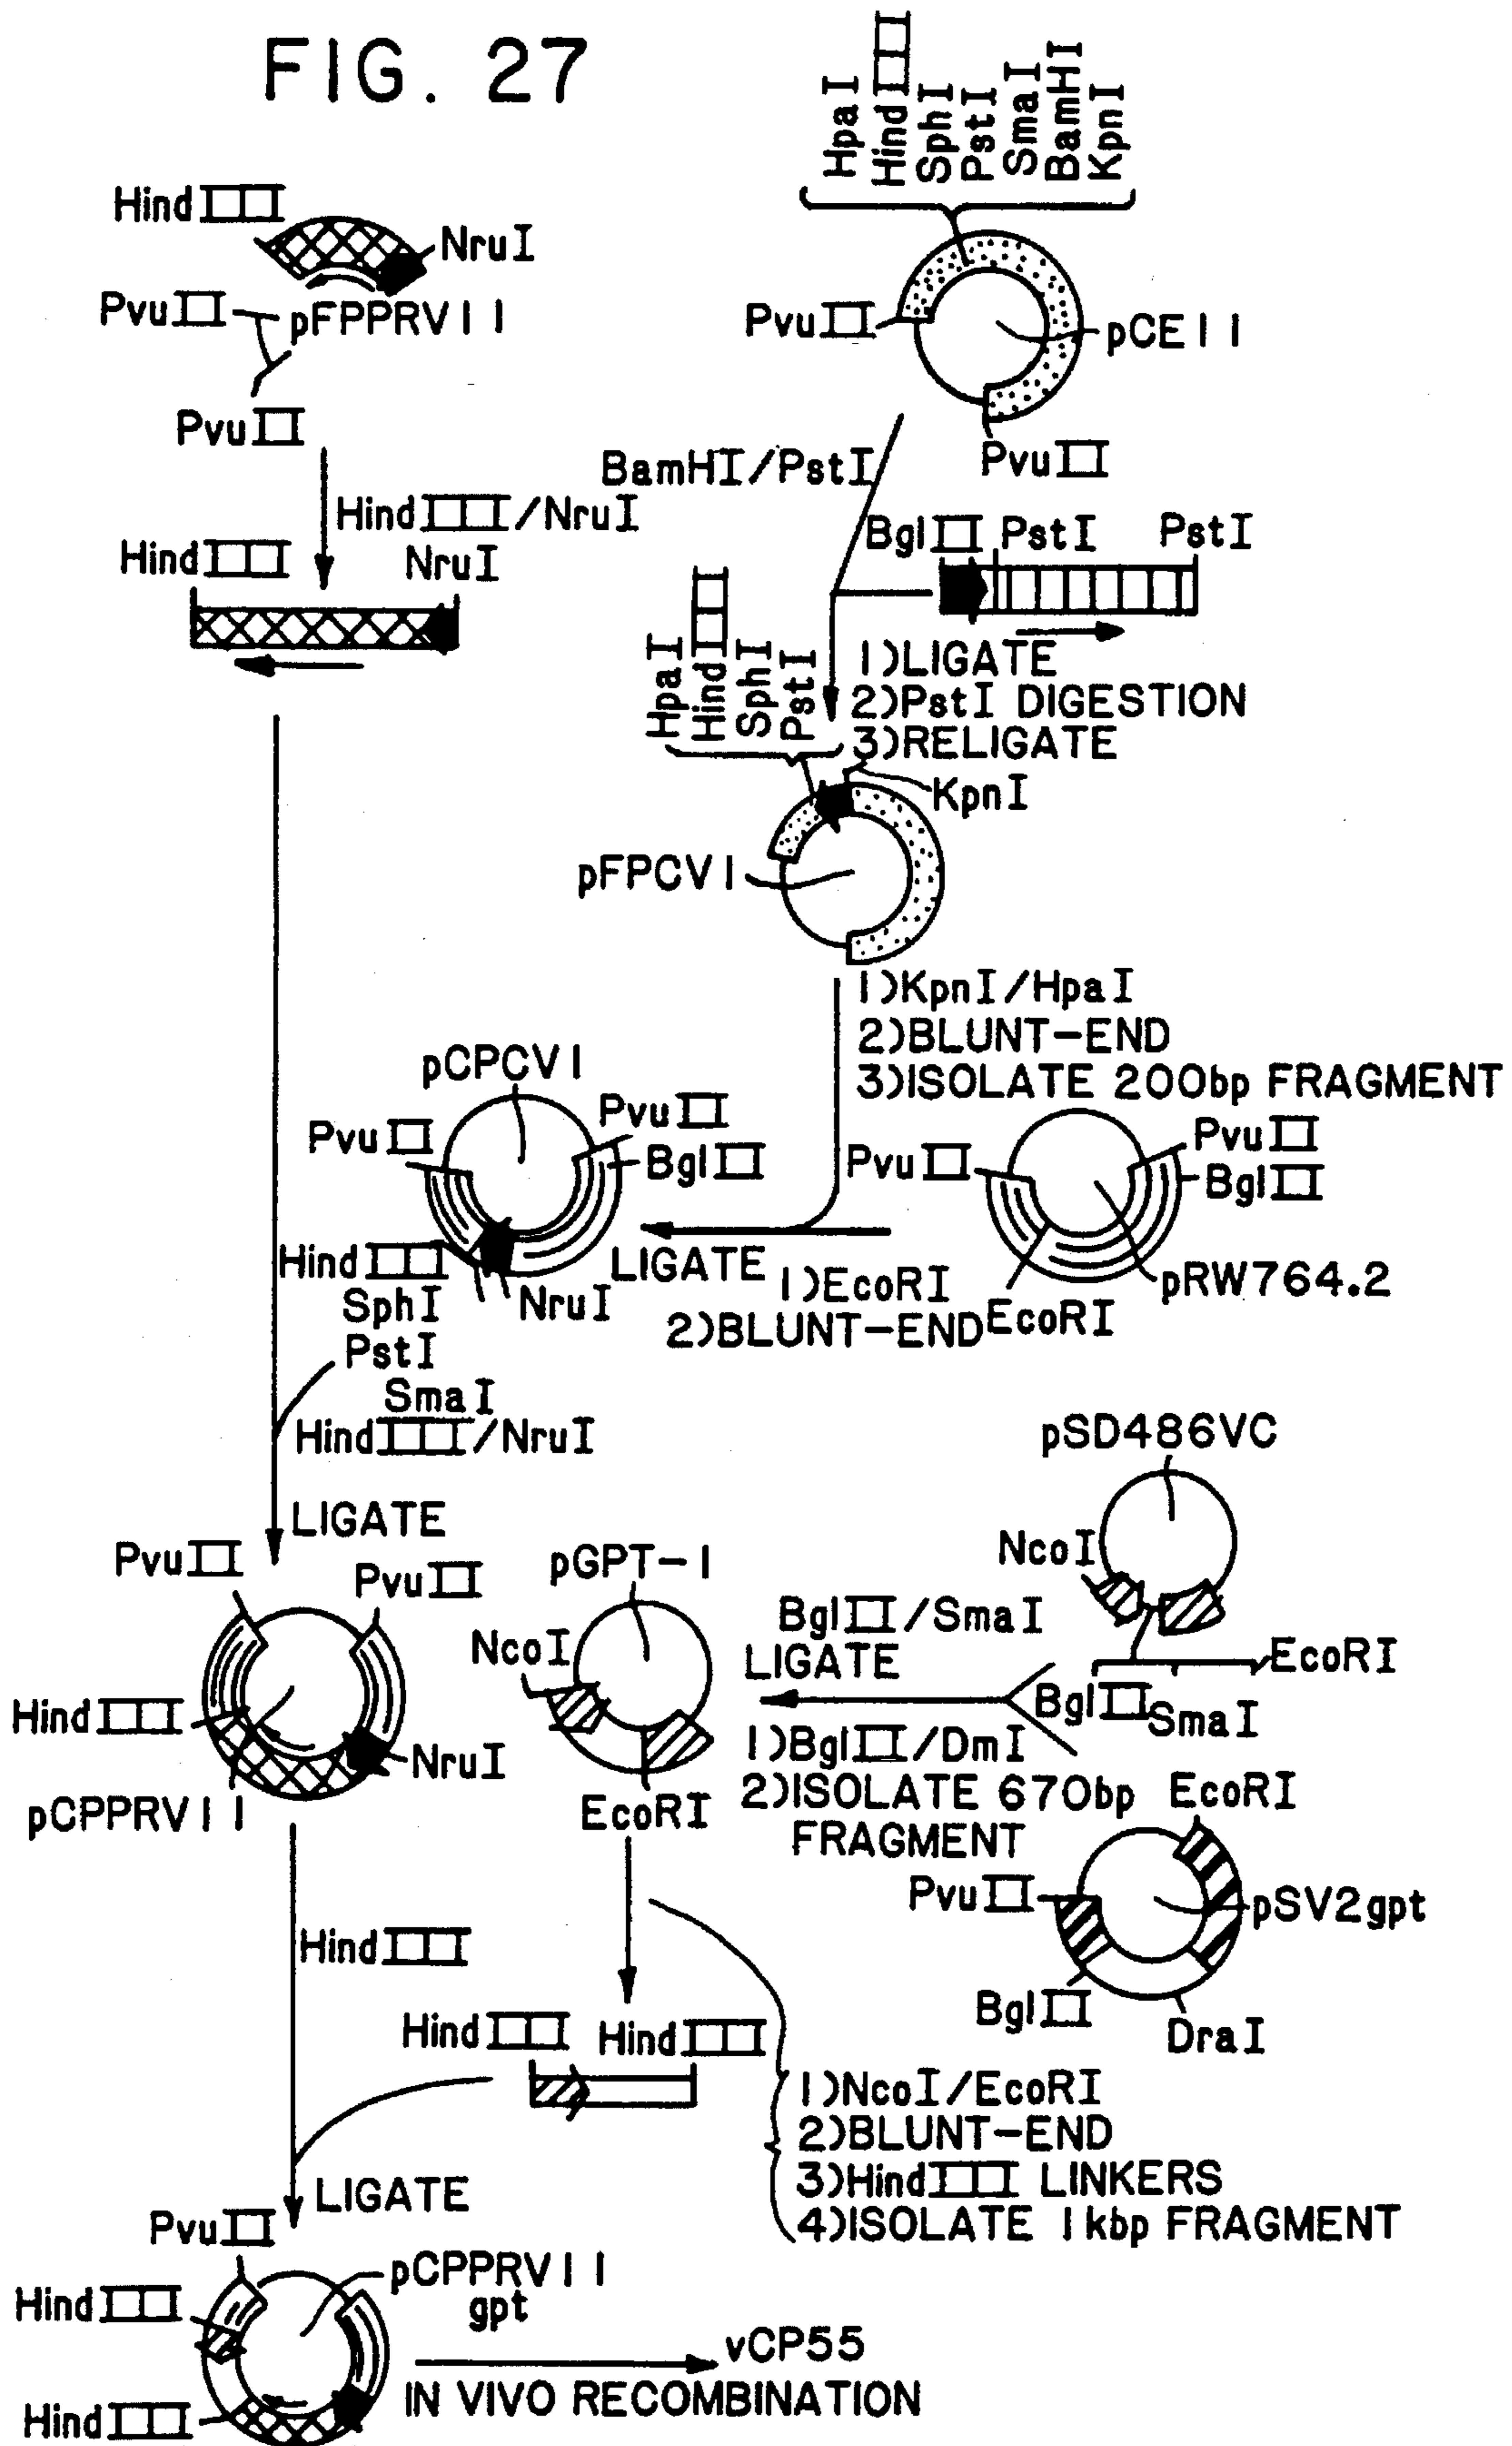 FIG. 27
HpaI
HindIII
SphI
PstI
SmaI
BamHI
KpnI
HindIII
NruI
PvuII
pFPPRVII
PvuII
PvuII
pCEII
PvuII
HindIII/NruI
BamHI/PstI
HindIII
NruI
BglII
PstI
PstI
HpaI
HindIII
SphI
PstI
1)LIGATE
2)PstI DIGESTION
3)RELIGATE
KpnI
pFPCVI
1)KpnI/HpaI
2)BLUNT-END
3)ISOLATE 200bp FRAGMENT
pCPCVI
PvuII
PvuII
BglII
PvuII
PvuII
BglII
HindIII
SphI
PstI
NruI
LIGATE
1)EcoRI
2)BLUNT-END
EcoRI
pRW764.2
SmaI
HindIII/NruI
LIGATE
pSD486VC
NcoI
EcoRI
BglII
SmaI
PvuII
PvuII
HindIII
NruI
pCPPRVII
pGPT-1
NcoI
EcoRI
BglII/SmaI
LIGATE
1)BglII/DmI
2)ISOLATE 670bp
FRAGMENT
EcoRI
PvuII
pSV2gpt
BglII
DraI
HindIII
HindIII
HindIII
1)NcoI/EcoRI
2)BLUNT-END
3)HindIII LINKERS
4)ISOLATE 1kbp FRAGMENT
LIGATE
PvuII
HindIII
pCPPRVII
gpt
HindIII
vCP55
IN VIVO RECOMBINATION